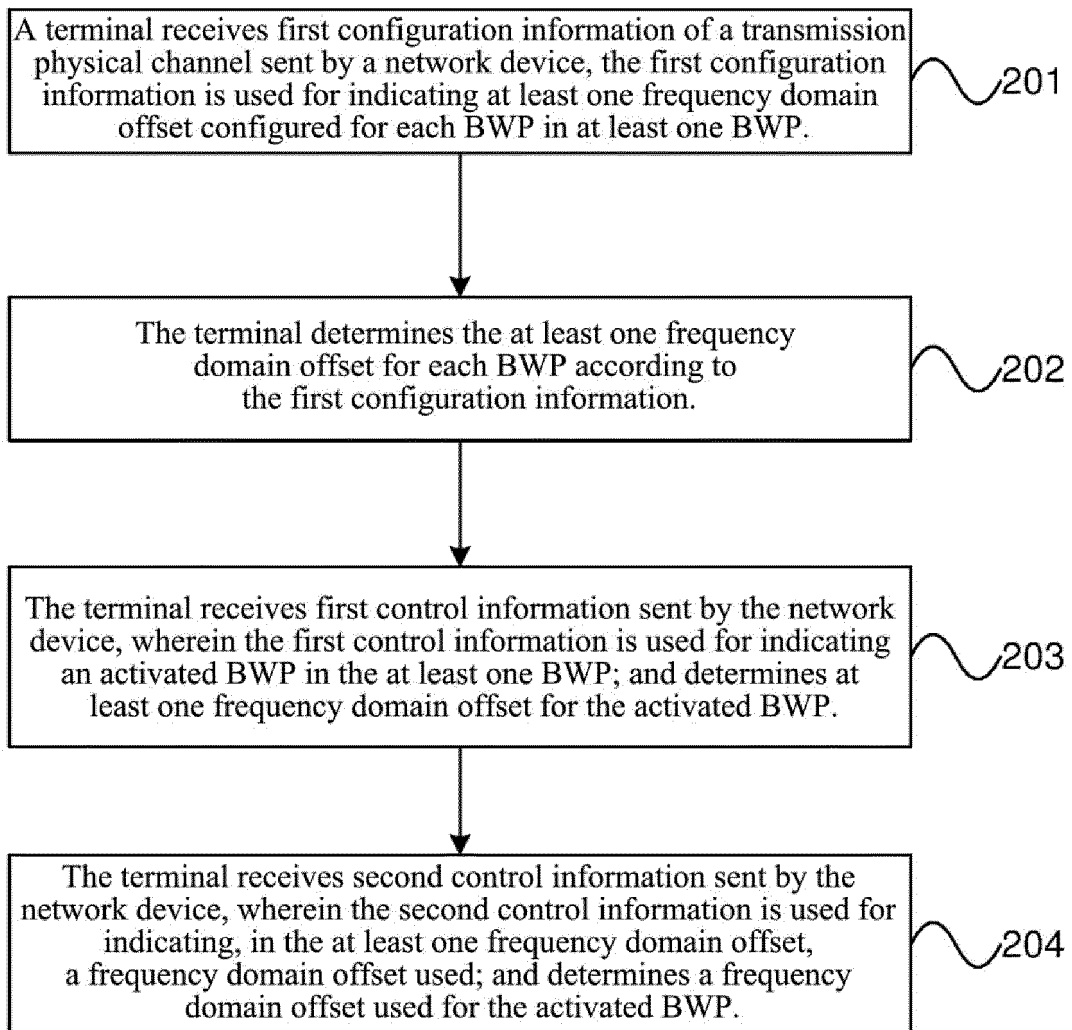 A terminal receives first configuration information of a transmission
physical channel sent by a network device, the first configuration
information is used for indicating at least one frequency domain
offset configured for each BWP in at least one BWP.
201
The terminal determines the at least one frequency
domain offset for each BWP according to
the first configuration information.
202
The terminal receives first control information sent by the network
device, wherein the first control information is used for indicating
an activated BWP in the at least one BWP; and determines at
least one frequency domain offset for the activated BWP.
203
The terminal receives second control information sent by the
network device, wherein the second control information is used for
indicating, in the at least one frequency domain offset,
a frequency domain offset used; and determines a frequency
domain offset used for the activated BWP.
204